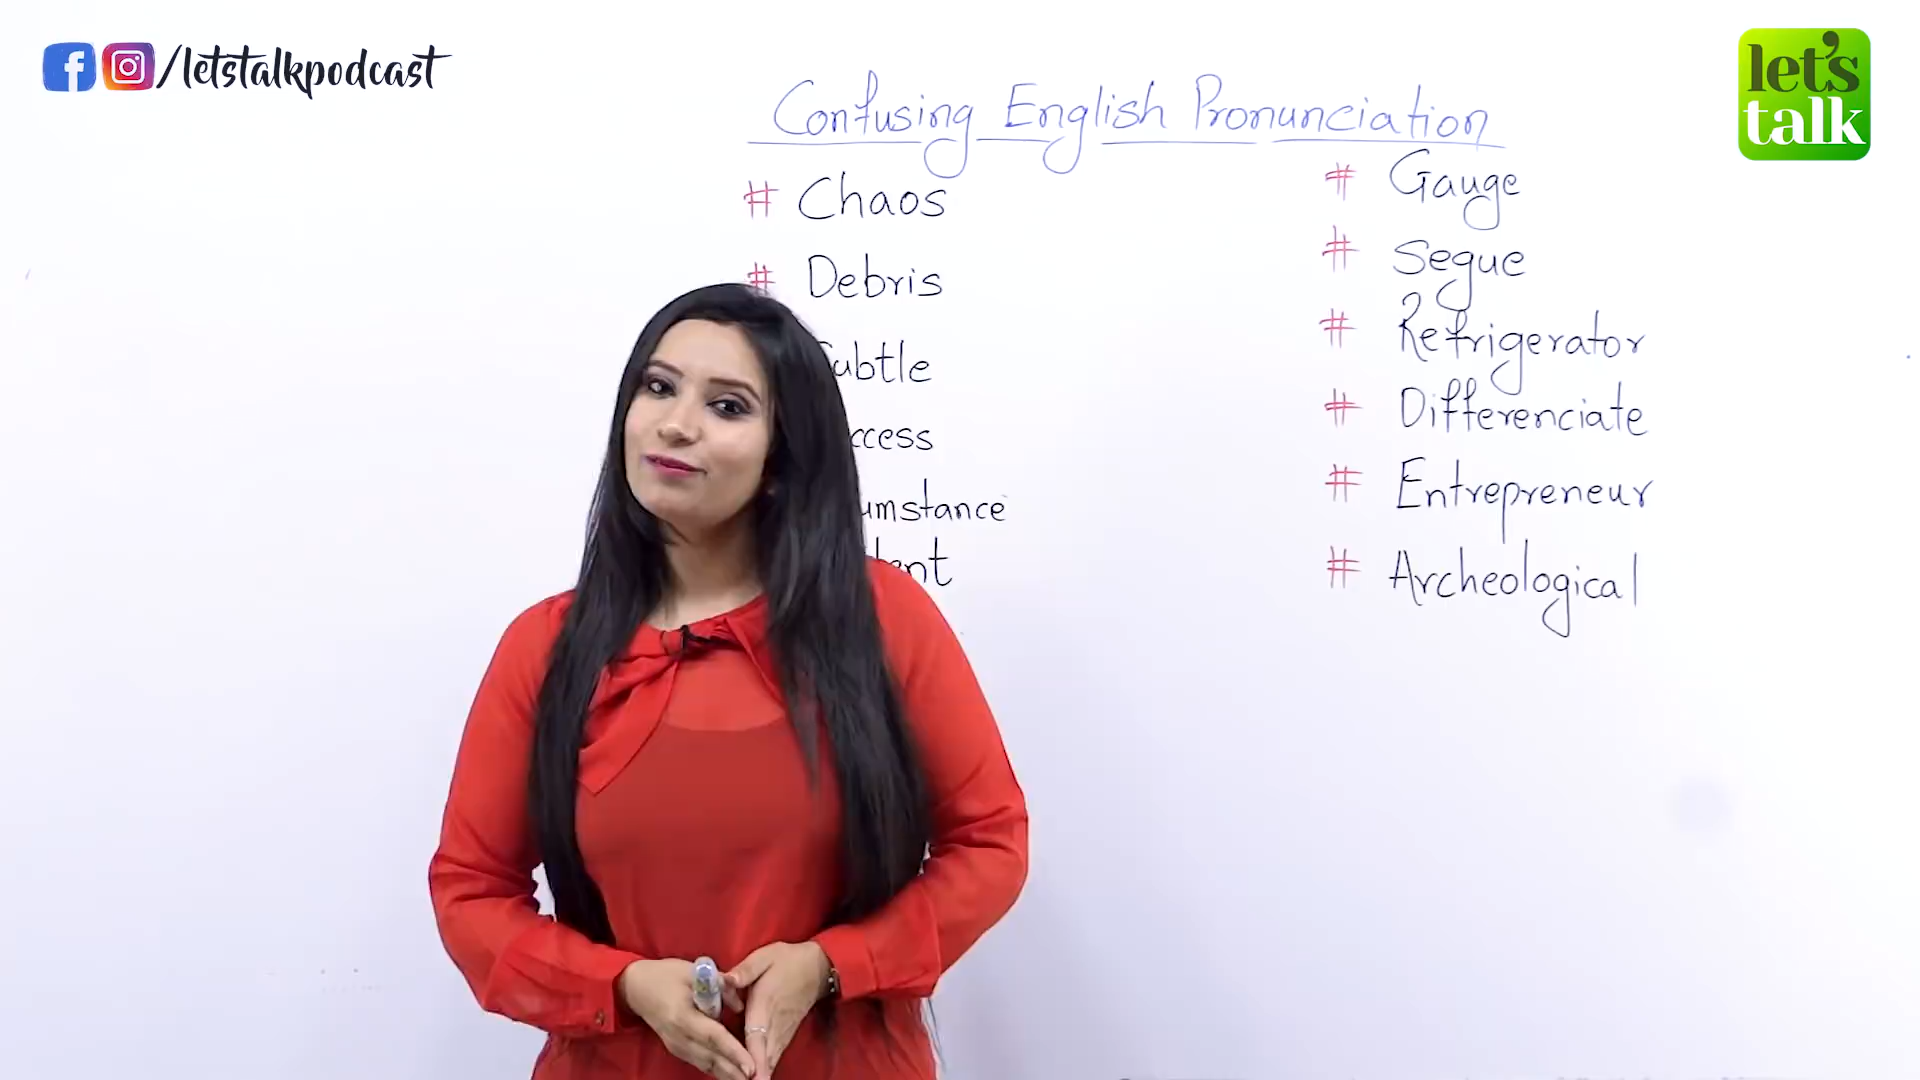 /letstalkpodcast
let's
talk
Confusing English Pronunciation
# Chaos
# Debris
# Gauge
# Segue
# Refrigerator
# Differenciate
# Entrepreneur
# Archeological